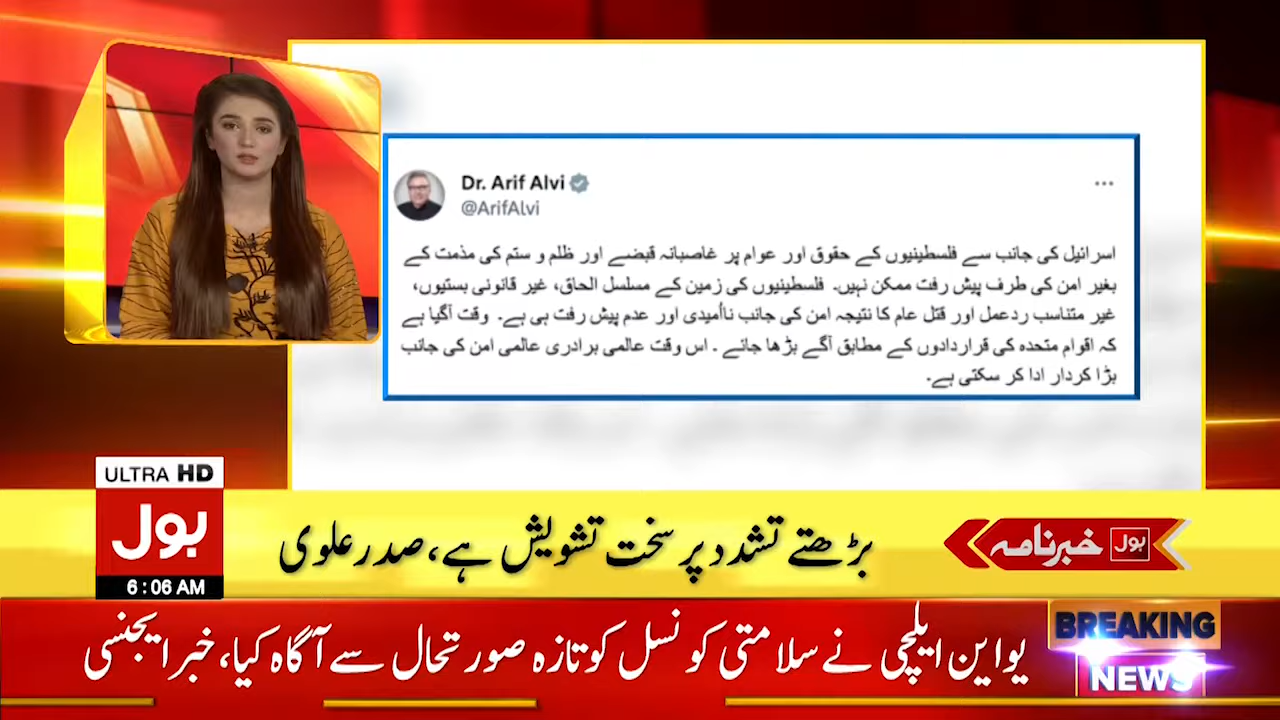 Dr. Arif Alvi
@ArifAlvi
اسرائیل کی جانب سے فلسطینیوں کے حقوق اور عوام پر غاصبانہ قبضے اور ظلم و ستم کی مذمت کے
بغیر امن کی طرف پیش رفت ممکن نہیں۔ فلسطینیوں کی زمین کے مسلسل الحاق، غیر قانونی بستیوں،
غیر متناسب ردعمل اور قتل عام کا نتیجہ امن کی جانب نااُمیدی اور عدم پیش رفت ہی ہے۔ وقت آگیا ہے
کہ اقوام متحدہ کی قراردادوں کے مطابق آگے بڑھا جائے ۔ اس وقت عالمی برادری عالمی امن کی جانب
بڑا کردار ادا کر سکتی ہے۔
ULTRA HD
بول
6:06 AM
بڑھتے تشدد پر سخت تشویش ہے، صدر علوی
بول خبرنامہ
یو این ایلچی نے سلامتی کونسل کو تازہ صورتحال سے آگاہ کیا، خبر ایجنسی
BREAKING
NEWS